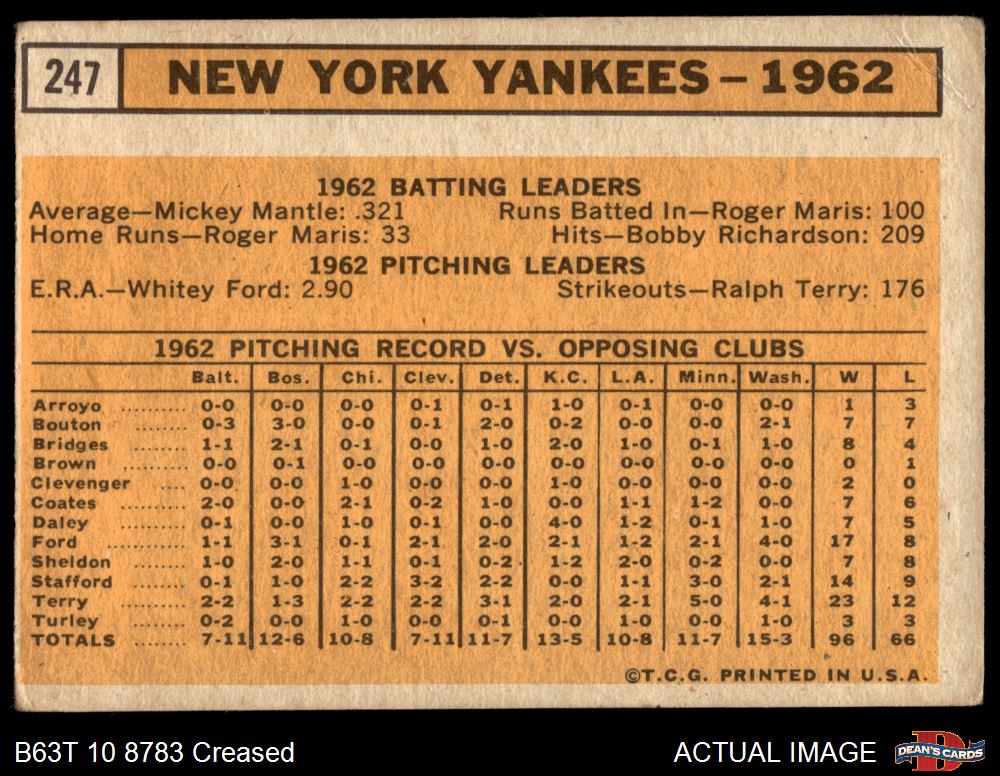 247 NEW YORK YANKEES – 1962
1962 BATTING LEADERS
Average—Mickey Mantle: .321 Runs Batted In—Roger Maris: 100
Home Runs—Roger Maris: 33 Hits—Bobby Richardson: 209
1962 PITCHING LEADERS
E.R.A.—Whitey Ford: 2.90 Strikeouts—Ralph Terry: 176
1962 PITCHING RECORD VS. OPPOSING CLUBS
Balt. Bos. Chi. Clev. Det. K.C. L.A. Minn. Wash. W L
Arroyo .......... 0-0 0-0 0-0 0-1 0-1 1-0 0-1 0-0 0-0 1 3
Bouton ........ 0-3 3-0 0-0 0-1 2-0 0-2 0-0 0-0 2-1 7 7
Bridges ........ 1-1 2-1 0-1 0-0 1-0 2-0 1-0 0-1 1-0 8 4
Brown .......... 0-0 0-1 0-0 0-0 0-0 0-0 0-0 0-0 0-0 0 1
Clevenger .... 0-0 0-0 1-0 0-0 0-0 1-0 0-0 0-0 0-0 2 0
Coates .......... 2-0 0-0 2-1 0-2 1-0 0-0 1-1 1-2 0-0 7 6
Daley .......... 0-1 0-0 1-0 0-1 0-0 4-0 1-2 0-1 1-0 7 5
Ford ............ 1-1 3-1 0-1 2-1 2-0 2-1 1-2 2-1 4-0 17 8
Sheldon ........ 1-0 2-0 1-1 0-1 0-2 1-2 2-0 0-2 0-0 7 8
Stafford ........ 0-1 1-0 2-2 3-2 2-2 0-0 1-1 3-0 2-1 14 9
Terry .......... 2-2 1-3 2-2 2-2 3-1 2-0 2-1 5-0 4-1 23 12
Turley .......... 0-2 0-0 1-0 0-0 0-1 0-0 1-0 0-0 1-0 3 3
TOTALS ........ 7-11 12-6 10-8 7-11 11-7 13-5 10-8 11-7 15-3 96 66
©T.C.G. PRINTED IN U.S.A.
B63T 10 8783 Creased ACTUAL IMAGE DEAN'S CARDS